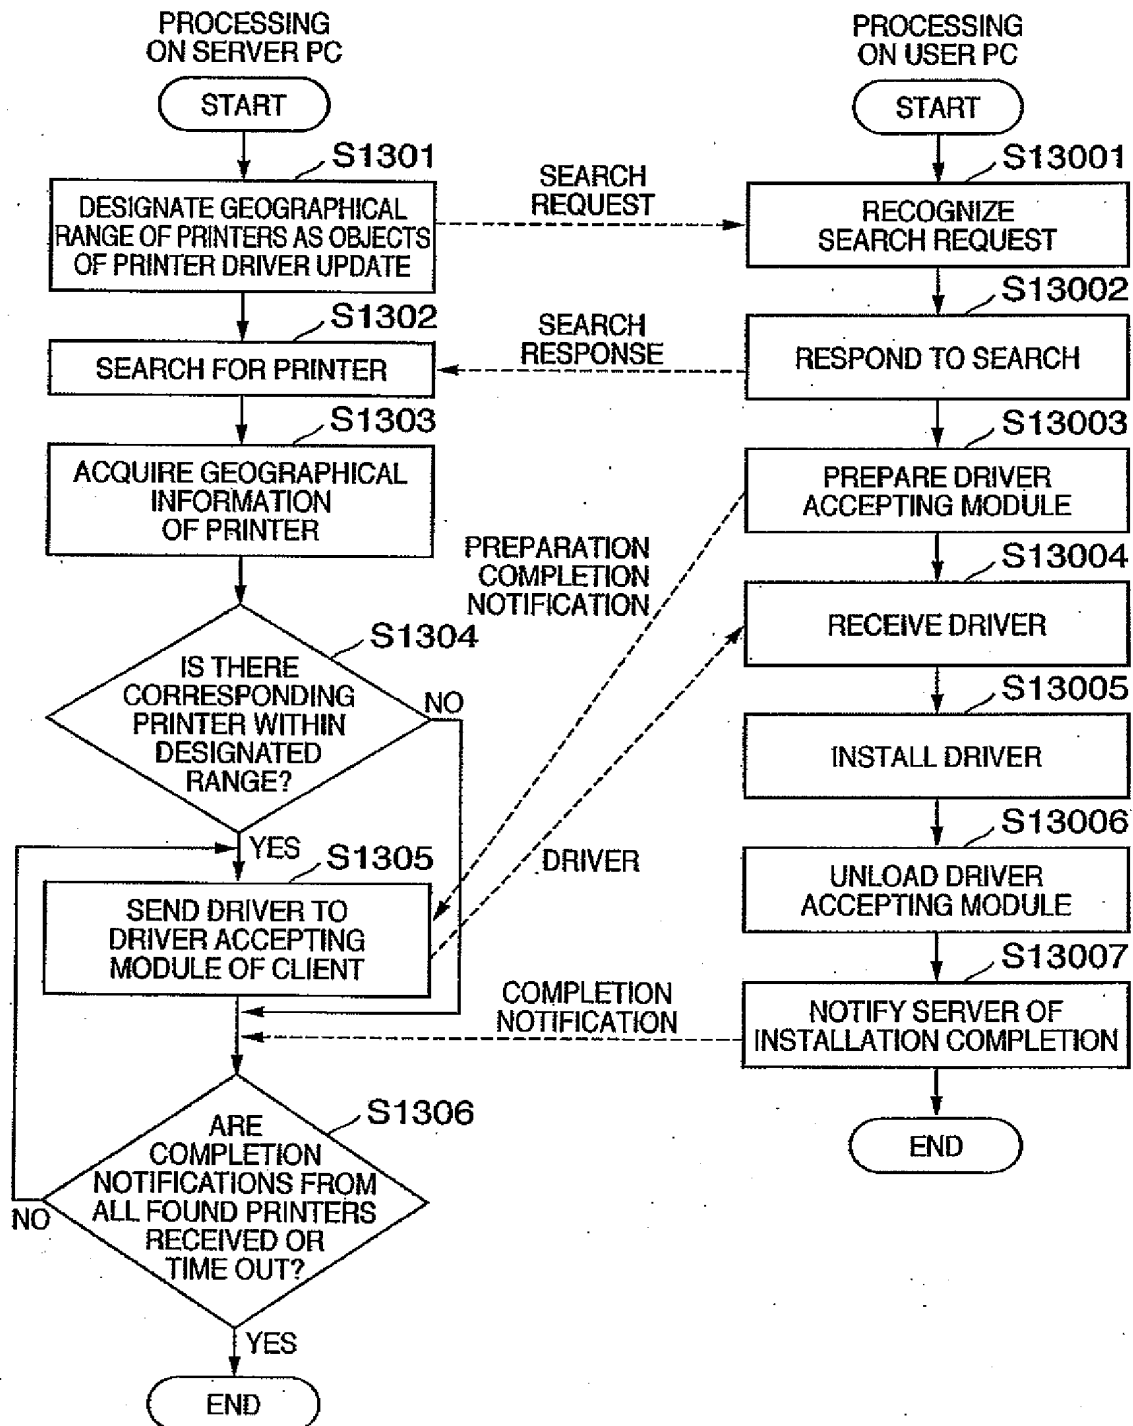 PROCESSING
ON SERVER PC
START
S1301
DESIGNATE GEOGRAPHICAL
RANGE OF PRINTERS AS OBJECTS
OF PRINTER DRIVER UPDATE
S1302
SEARCH FOR PRINTER
S1303
ACQUIRE GEOGRAPHICAL
INFORMATION
OF PRINTER
S1304
IS THERE
CORRESPONDING
PRINTER WITHIN
DESIGNATED
RANGE?
NO
YES
S1305
SEND DRIVER TO
DRIVER ACCEPTING
MODULE OF CLIENT
S1306
ARE
COMPLETION
NOTIFICATIONS FROM
ALL FOUND PRINTERS
RECEIVED OR
TIME OUT?
NO
YES
END
SEARCH
REQUEST
SEARCH
RESPONSE
PREPARATION
COMPLETION
NOTIFICATION
DRIVER
COMPLETION
NOTIFICATION
PROCESSING
ON USER PC
START
S13001
RECOGNIZE
SEARCH REQUEST
S13002
RESPOND TO SEARCH
S13003
PREPARE DRIVER
ACCEPTING MODULE
S13004
RECEIVE DRIVER
S13005
INSTALL DRIVER
S13006
UNLOAD DRIVER
ACCEPTING MODULE
S13007
NOTIFY SERVER OF
INSTALLATION COMPLETION
END